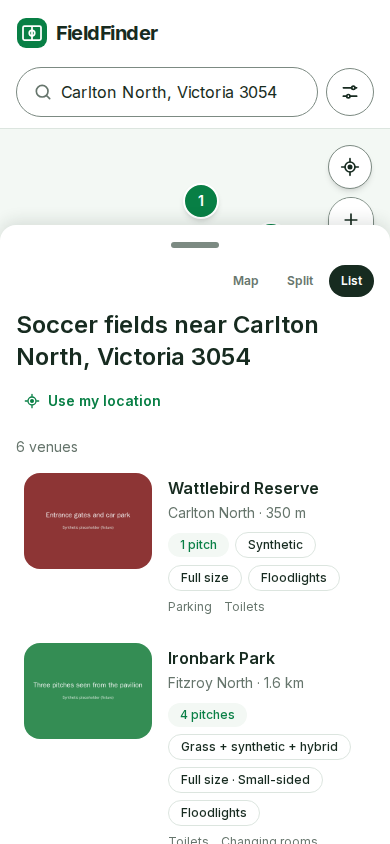 FieldFinder
Carlton North, Victoria 3054
1
Map
Split
List
Soccer fields near Carlton
North, Victoria 3054
Use my location
6 venues
Entrance gates and car park
Synthetic placeholder (fixture)
Wattlebird Reserve
Carlton North · 350 m
1 pitch
Synthetic
Full size
Floodlights
Parking Toilets
Three pitches seen from the pavilion
Ironbark Park
Fitzroy North · 1.6 km
4 pitches
Grass + synthetic + hybrid
Full size · Small-sided
Floodlights
Toilets Changing rooms